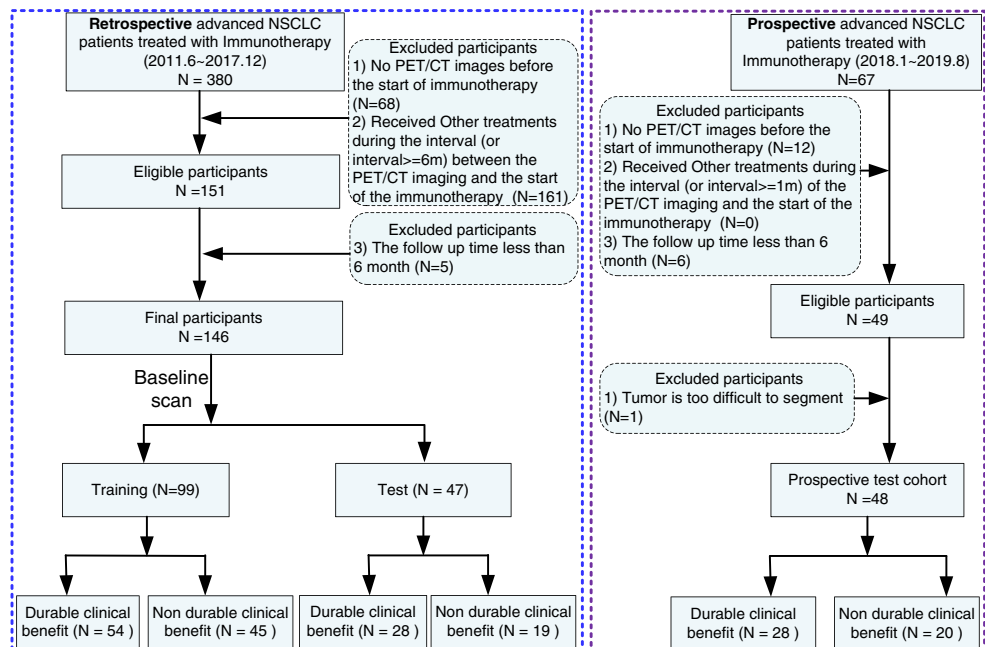 Retrospective advanced NSCLC
patients treated with Immunotherapy
(2011.6~2017.12)
N = 380
Excluded participants
1) No PET/CT images before
the start of immunotherapy
(N=68)
2) Received Other treatments
during the interval (or
interval>=6m) between the
PET/CT imaging and the start
of the immunotherapy (N=161)
Eligible participants
N =151
Excluded participants
3) The follow up time less than
6 month (N=5)
Final participants
N =146
Baseline
scan
Training (N=99)
Test (N = 47)
Durable clinical
benefit (N = 54 )
Non durable clinical
benefit (N = 45 )
Durable clinical
benefit (N = 28 )
Non durable clinical
benefit (N = 19 )
Prospective advanced NSCLC
patients treated with
Immunotherapy (2018.1~2019.8)
N=67
Excluded participants
1) No PET/CT images before the
start of immunotherapy (N=12)
2) Received Other treatments during
the interval (or interval>=1m) of the
PET/CT imaging and the start of the
immunotherapy (N=0)
3) The follow up time less than 6
month (N=6)
Eligible participants
N =49
Excluded participants
1) Tumor is too difficult to segment
(N=1)
Prospective test cohort
N =48
Durable clinical
benefit (N = 28 )
Non durable clinical
benefit (N = 20 )